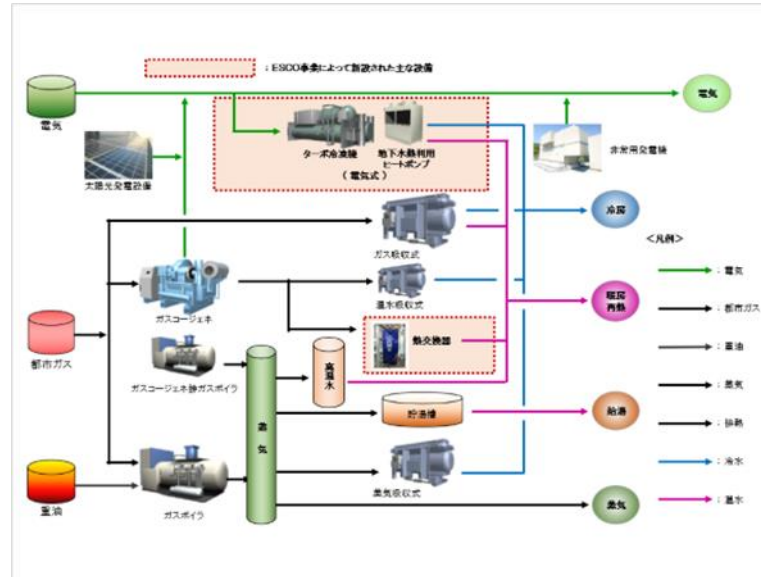 ：ESCO事業によって新設された主な設備
電気
電気
太陽光発電設備
ターボ冷凍機
地下水熱利用
ヒートポンプ
（電気式）
非常用発電機
冷房
ガス吸収式
＜凡例＞
：電気
ガスコージェネ
温水吸収式
暖房
再熱
：都市ガス
都市ガス
熱交換器
：重油
ガスコージェネ排ガスボイラ
高温水
：蒸気
蒸気
貯湯槽
給湯
：排熱
：冷水
重油
ガスボイラ
蒸気吸収式
蒸気
：温水